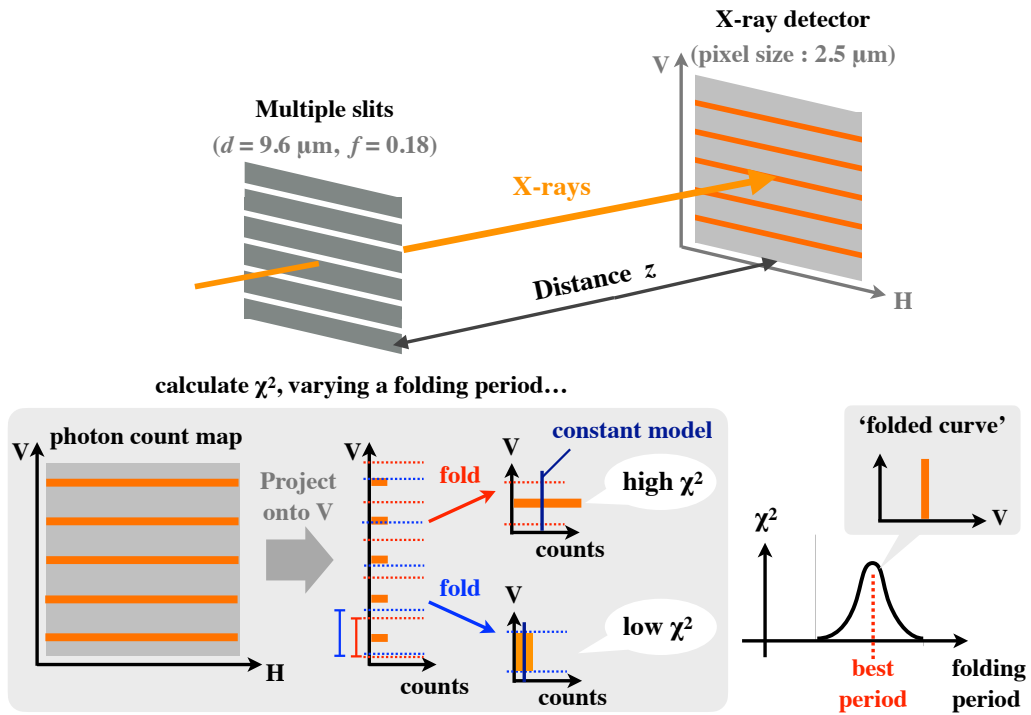 X-ray detector
(pixel size : 2.5 μm)
V
Multiple slits
(d = 9.6 μm, f = 0.18)
X-rays
Distance z
H
calculate χ², varying a folding period…
photon count map
V
H
Project
onto V
V
counts
fold
fold
V
constant model
high χ²
counts
V
low χ²
counts
'folded curve'
V
χ²
best
period
folding
period